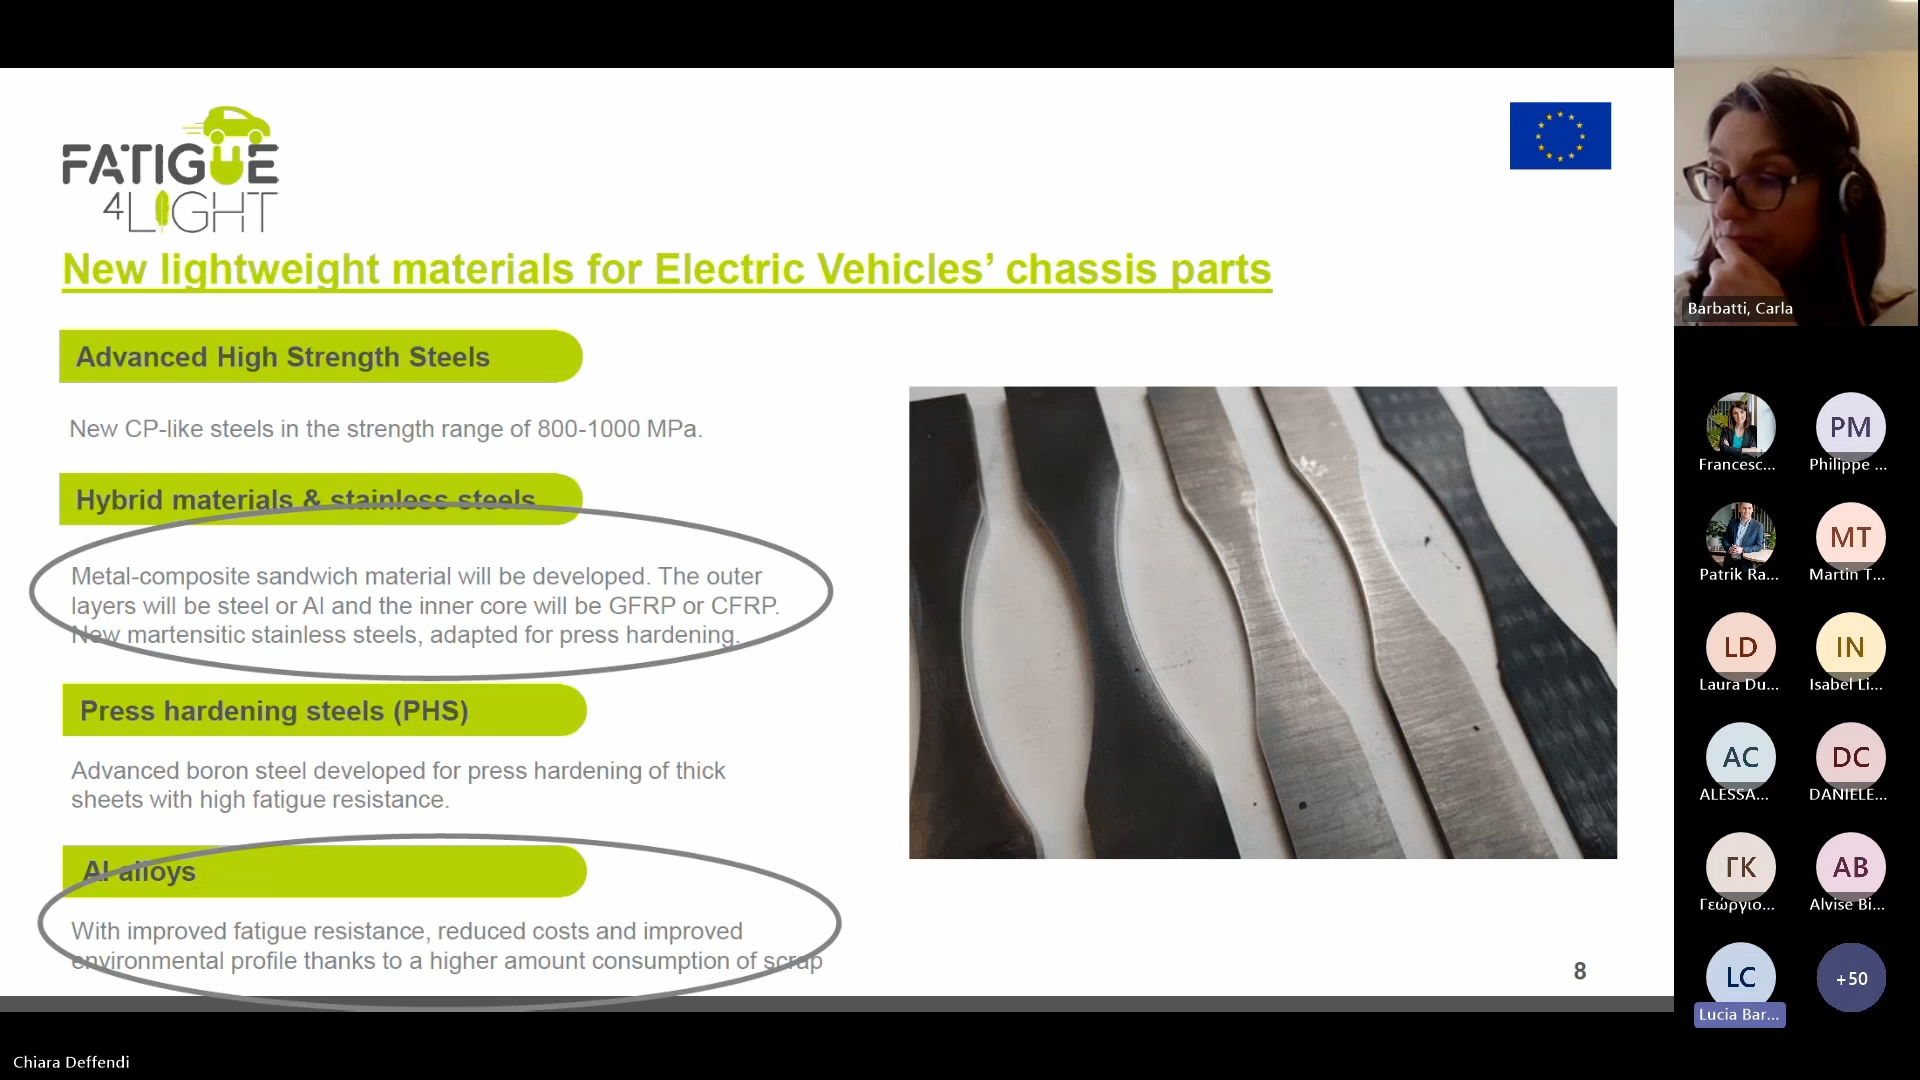 FATIGUE
4LIGHT
New lightweight materials for Electric Vehicles’ chassis parts
Advanced High Strength Steels
New CP-like steels in the strength range of 800-1000 MPa.
Hybrid materials & stainless steels
Metal-composite sandwich material will be developed. The outer
layers will be steel or Al and the inner core will be GFRP or CFRP.
New martensitic stainless steels, adapted for press hardening.
Press hardening steels (PHS)
Advanced boron steel developed for press hardening of thick
sheets with high fatigue resistance.
Al alloys
With improved fatigue resistance, reduced costs and improved
environmental profile thanks to a higher amount consumption of scrap
8
Barbatti, Carla
Francesc...
PM
Philippe ...
Patrik Ra...
MT
Martin T...
LD
Laura Du...
IN
Isabel Li...
AC
ALESSA...
DC
DANIELE...
ΓΚ
Γεώργιο...
AB
Alvise Bi...
LC
Lucia Bar...
+50
Chiara Deffendi